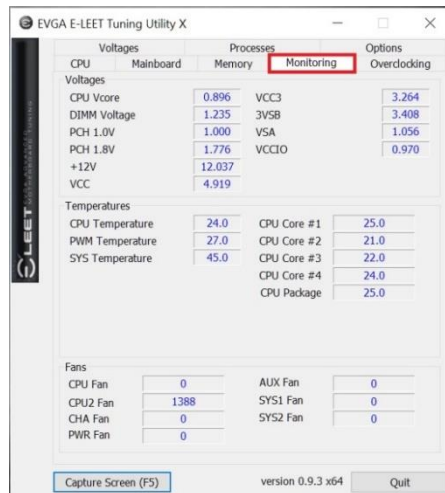 EVGA E-LEET Tuning Utility X
Voltages Processes Options
CPU Mainboard Memory Monitoring Overclocking
Voltages
CPU Vcore 0.896 VCC3 3.264
DIMM Voltage 1.235 3VSB 3.408
PCH 1.0V 1.000 VSA 1.056
PCH 1.8V 1.776 VCCIO 0.970
+12V 12.037
VCC 4.919
Temperatures
CPU Temperature 24.0 CPU Core #1 25.0
PWM Temperature 27.0 CPU Core #2 21.0
SYS Temperature 45.0 CPU Core #3 22.0
CPU Core #4 24.0
CPU Package 25.0
Fans
CPU Fan 0 AUX Fan 0
CPU2 Fan 1388 SYS1 Fan 0
CHA Fan 0 SYS2 Fan 0
PWR Fan 0
Capture Screen (F5) version 0.9.3 x64 Quit
E-LEET